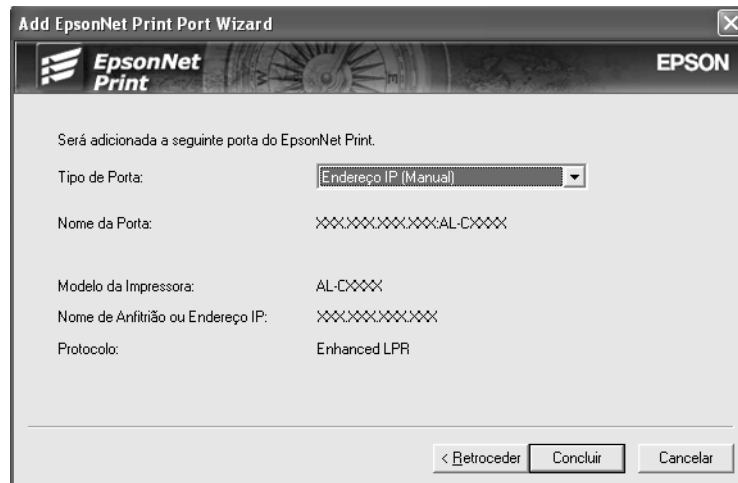 Add EpsonNet Print Port Wizard
EpsonNet
Print
EPSON
Será adicionada a seguinte porta do EpsonNet Print.
Tipo de Porta: Endereço IP (Manual)
Nome da Porta: XXX.XXX.XXX.XXX:AL-CXXXX
Modelo da Impressora: AL-CXXXX
Nome de Anfitrião ou Endereço IP: XXX.XXX.XXX.XXX
Protocolo: Enhanced LPR
< Retroceder Concluir Cancelar